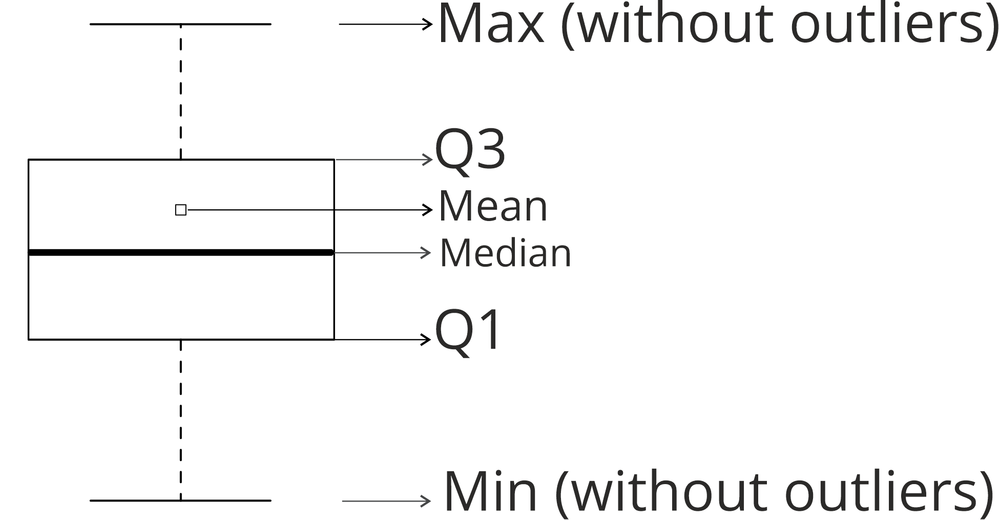 Max (without outliers)
Q3
Mean
Median
Q1
Min (without outliers)